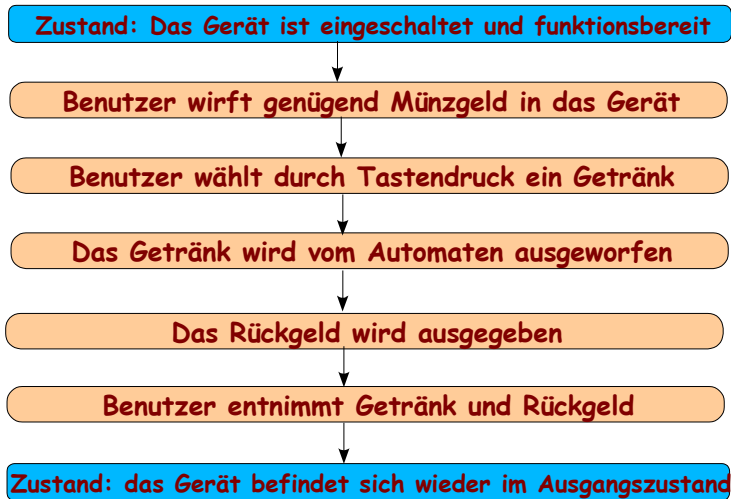 Zustand: Das Gerät ist eingeschaltet und funktionsbereit
Benutzer wirft genügend Münzgeld in das Gerät
Benutzer wählt durch Tastendruck ein Getränk
Das Getränk wird vom Automaten ausgeworfen
Das Rückgeld wird ausgegeben
Benutzer entnimmt Getränk und Rückgeld
Zustand: das Gerät befindet sich wieder im Ausgangszustand